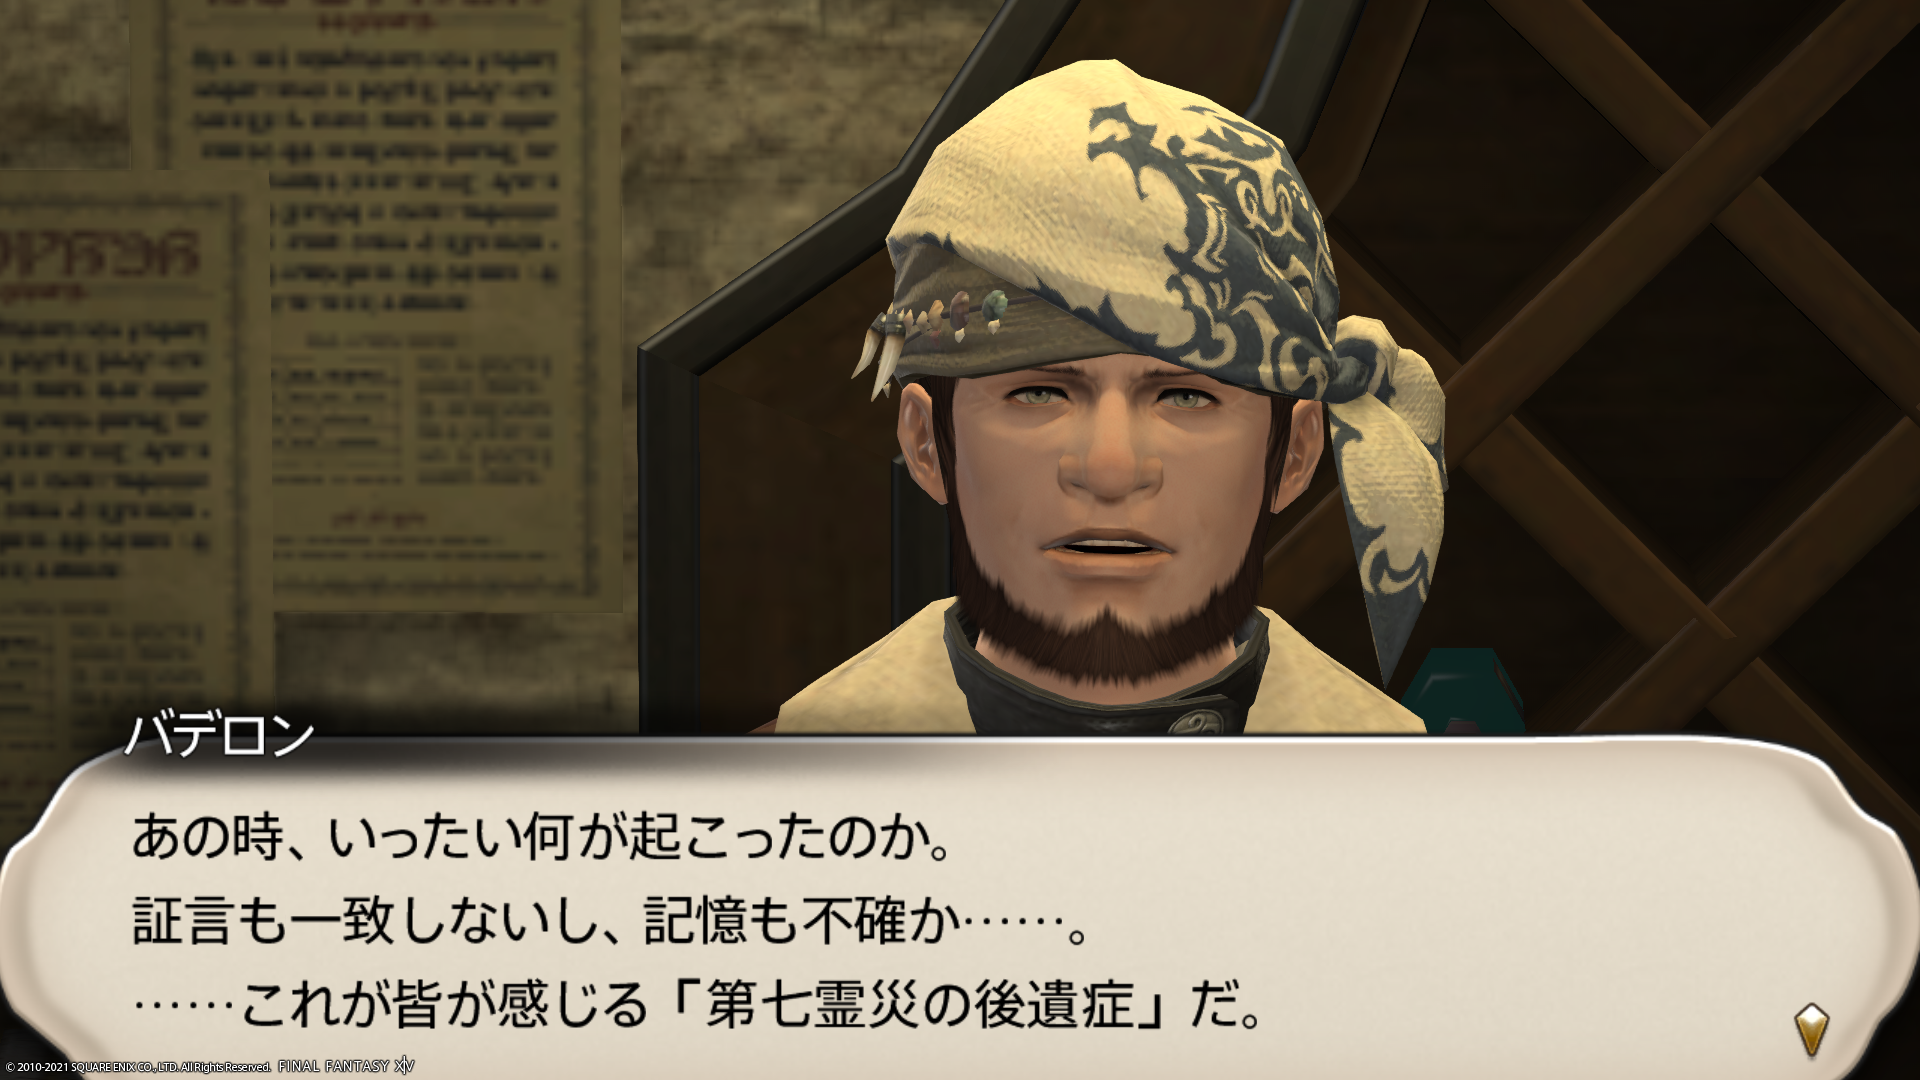 バデロン
あの時、いったい何が起こったのか。
証言も一致しないし、記憶も不確か……。
……これが皆が感じる「第七霊災の後遺症」だ。
© 2010-2021 SQUARE ENIX CO., LTD. All Rights Reserved. FINAL FANTASY XIV